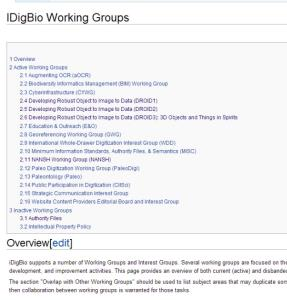 IDigBio Working Groups
1 Overview
2 Active Working Groups
2.1 Augmenting OCR (aOCR)
2.2 Biodiversity Informatics Management (BIM) Working Group
2.3 Cyberinfrastructure (CYWG)
2.4 Developing Robust Object to Image to Data (DROID1)
2.5 Developing Robust Object to Image to Data (DROID2)
2.6 Developing Robust Object to Image to Data (DROID3): 3D Objects and Things in Spirits
2.7 Education & Outreach (E&O)
2.8 Georeferencing Working Group (GWG)
2.9 International Whole-Drawer Digitization Interest Group (WDD)
2.10 Minimum Information Standards, Authority Files, & Semantics (MISC)
2.11 NANSH Working Group (NANSH)
2.12 Paleo Digitization Working Group (PaleoDigi)
2.13 Paleontology (Paleo)
2.14 Public Participation in Digitization (CitSci)
2.15 Strategic Communication Interest Group
2.16 Website Content Providers Editorial Board and Interest Group
3 Inactive Working Groups
3.1 Authority Files
3.2 Intellectual Property Policy
Overview[edit]
iDigBio supports a number of Working Groups and Interest Groups. Several working groups are focused on the
development, and improvement activities. This page provides an overview of both current (active) and disbanded
The section "Overlap with Other Working Groups" should be used to list subject areas that may duplicate som
then collaboration between working groups is warranted for those tasks.